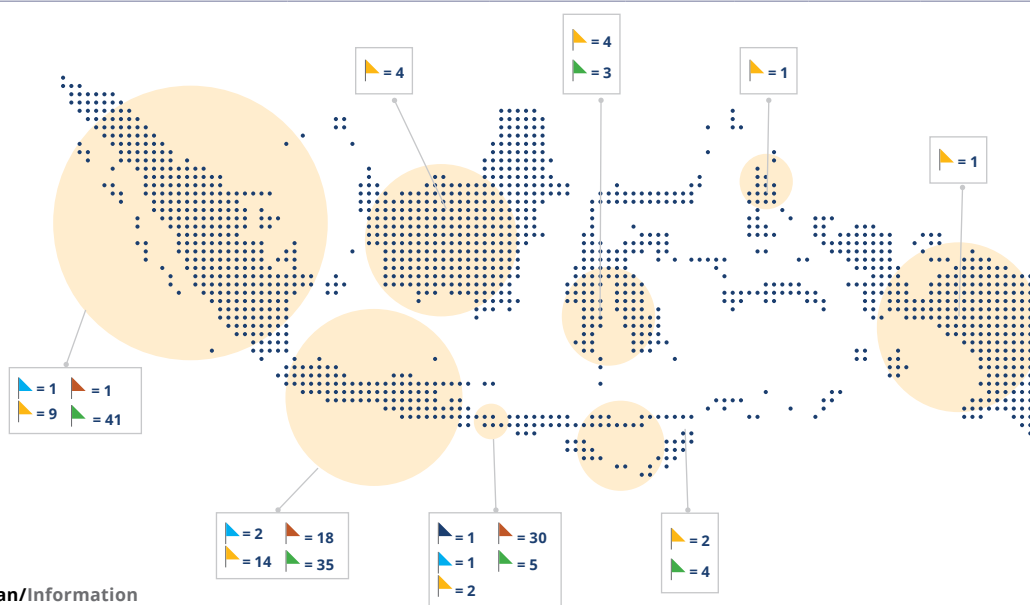 = 4
= 4
= 3
= 1
= 1
= 1 = 1
= 9 = 41
= 2 = 18
= 14 = 35
= 1 = 30
= 1 = 5
= 2
= 2
= 4
an/Information